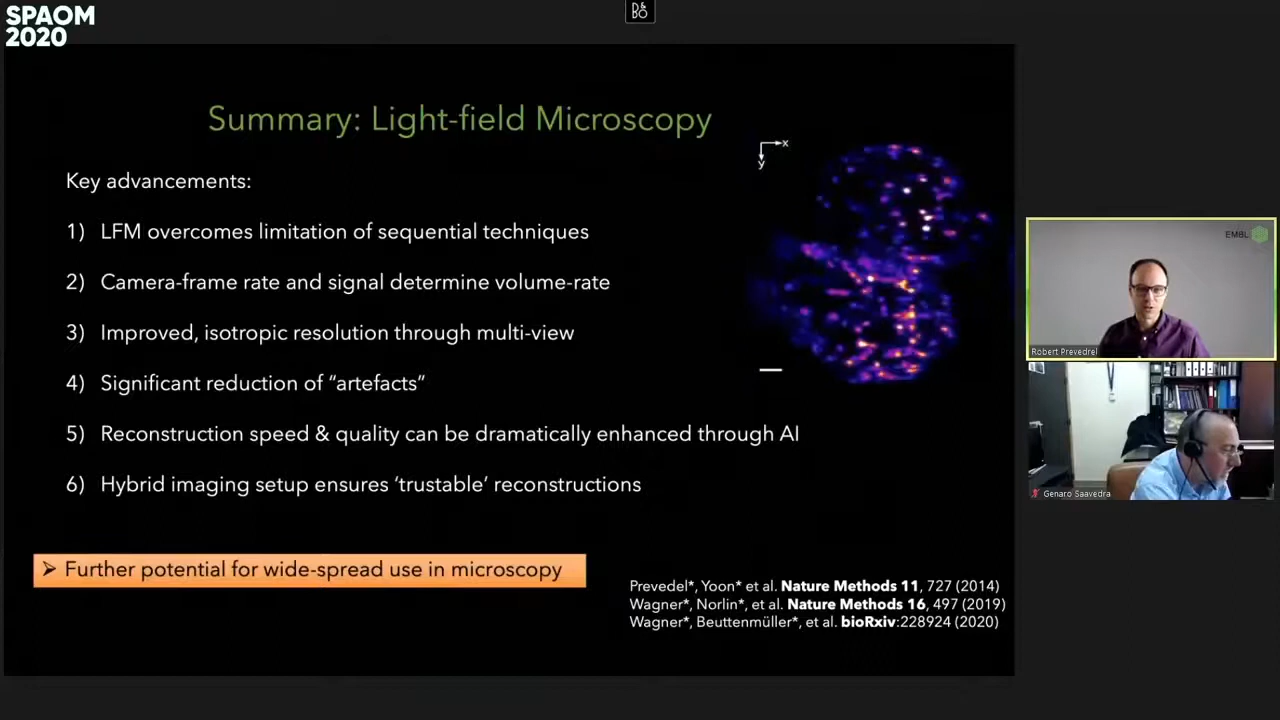 SPAOM
2020
B&O
Summary: Light-field Microscopy
x
y
Key advancements:
1) LFM overcomes limitation of sequential techniques
2) Camera-frame rate and signal determine volume-rate
3) Improved, isotropic resolution through multi-view
4) Significant reduction of “artefacts”
5) Reconstruction speed & quality can be dramatically enhanced through AI
6) Hybrid imaging setup ensures ‘trustable’ reconstructions
➢ Further potential for wide-spread use in microscopy
Prevedel*, Yoon* et al. Nature Methods 11, 727 (2014)
Wagner*, Norlin*, et al. Nature Methods 16, 497 (2019)
Wagner*, Beuttenmüller*, et al. bioRxiv:228924 (2020)
EMBL
Robert Prevedrel
Genaro Saavedra